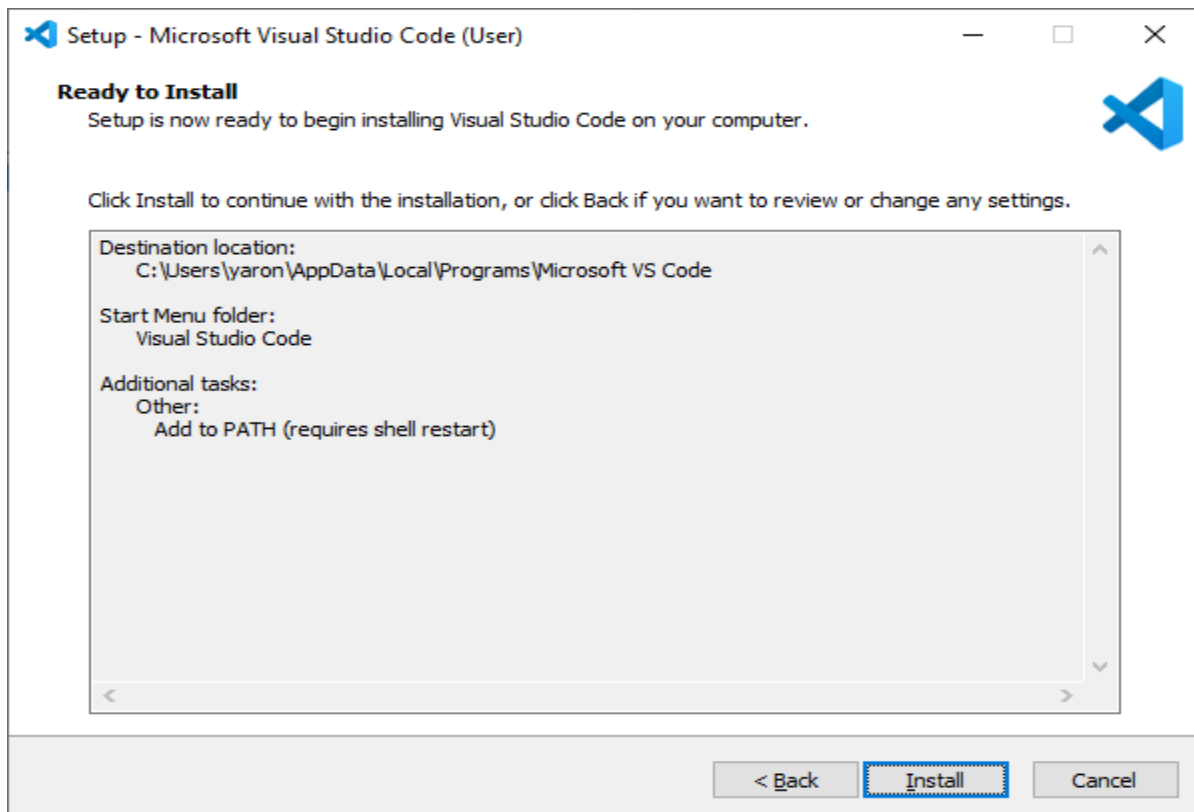 Setup - Microsoft Visual Studio Code (User)
Ready to Install
Setup is now ready to begin installing Visual Studio Code on your computer.
Click Install to continue with the installation, or click Back if you want to review or change any settings.
Destination location:
C:\Users\yaron\AppData\Local\Programs\Microsoft VS Code
Start Menu folder:
Visual Studio Code
Additional tasks:
Other:
Add to PATH (requires shell restart)
< Back Install Cancel